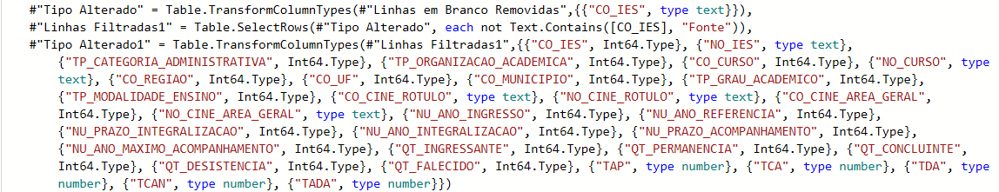 #"Tipo Alterado" = Table.TransformColumnTypes(#"Linhas em Branco Removidas",{{"CO_IES", type text}}),
#"Linhas Filtradas1" = Table.SelectRows(#"Tipo Alterado", each not Text.Contains([CO_IES], "Fonte")),
#"Tipo Alterado1" = Table.TransformColumnTypes(#"Linhas Filtradas1",{{"CO_IES", Int64.Type}, {"NO_IES", type text},
{"TP_CATEGORIA_ADMINISTRATIVA", Int64.Type}, {"TP_ORGANIZACAO_ACADEMICA", Int64.Type}, {"CO_CURSO", Int64.Type}, {"NO_CURSO", type
text}, {"CO_REGIAO", Int64.Type}, {"CO_UF", Int64.Type}, {"CO_MUNICIPIO", Int64.Type}, {"TP_GRAU_ACADEMICO", Int64.Type},
{"TP_MODALIDADE_ENSINO", Int64.Type}, {"CO_CINE_ROTULO", type text}, {"NO_CINE_ROTULO", type text}, {"CO_CINE_AREA_GERAL",
Int64.Type}, {"NO_CINE_AREA_GERAL", type text}, {"NU_ANO_INGRESSO", Int64.Type}, {"NU_ANO_REFERENCIA", Int64.Type},
{"NU_PRAZO_INTEGRALIZACAO", Int64.Type}, {"NU_ANO_INTEGRALIZACAO", Int64.Type}, {"NU_PRAZO_ACOMPANHAMENTO", Int64.Type},
{"NU_ANO_MAXIMO_ACOMPANHAMENTO", Int64.Type}, {"QT_INGRESSANTE", Int64.Type}, {"QT_PERMANENCIA", Int64.Type}, {"QT_CONCLUINTE",
Int64.Type}, {"QT_DESISTENCIA", Int64.Type}, {"QT_FALECIDO", Int64.Type}, {"TAP", type number}, {"TCA", type number}, {"TDA", type
number}, {"TCAN", type number}, {"TADA", type number}})